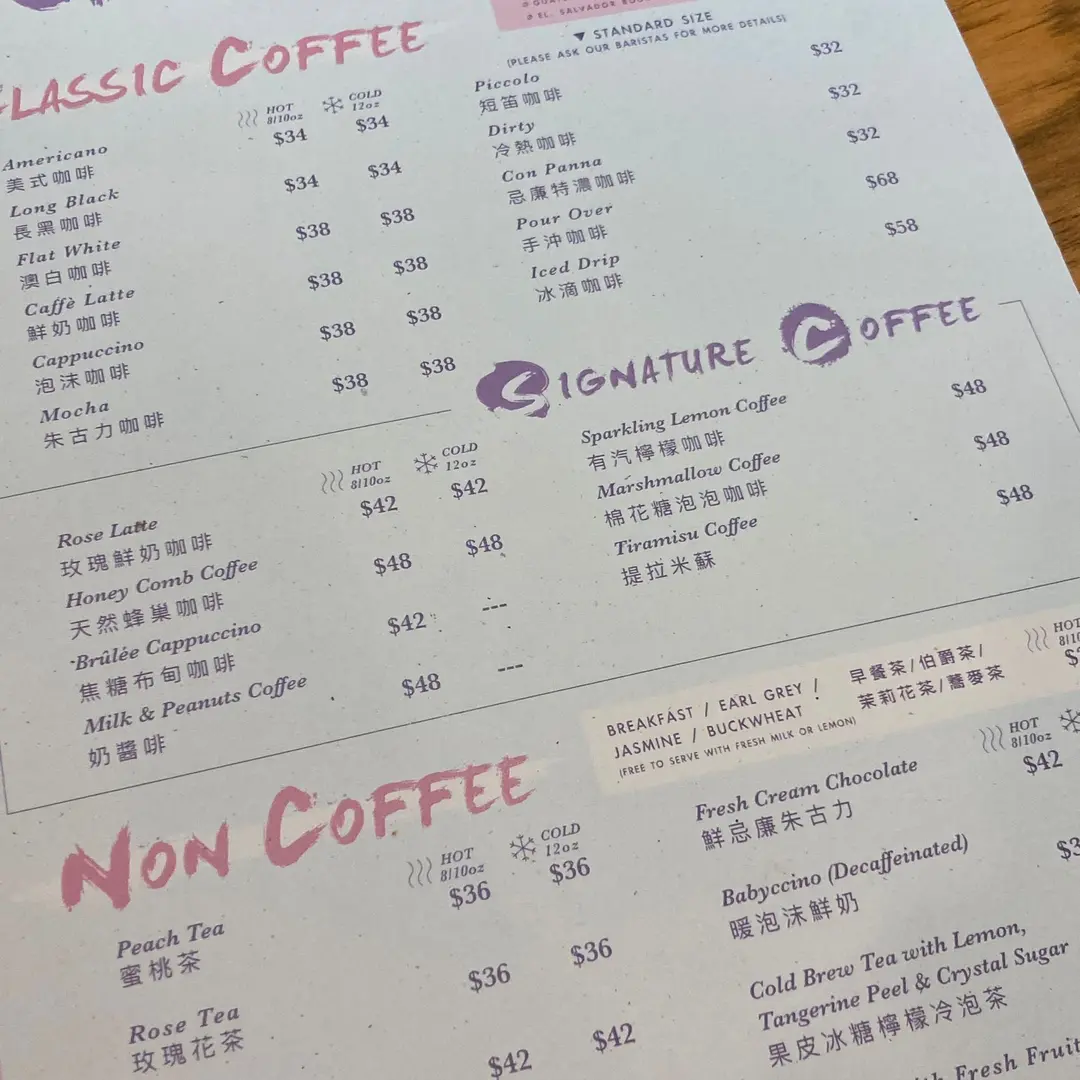 CLASSIC COFFEE
HOT 8/10oz
COLD 12oz
Americano $34 $34
美式咖啡
Long Black $34 $34
長黑咖啡
Flat White $38 $38
澳白咖啡
Caffè Latte $38 $38
鮮奶咖啡
Cappuccino $38 $38
泡沫咖啡
Mocha $38 $38
朱古力咖啡
EL SALVADOR
▼ STANDARD SIZE
(PLEASE ASK OUR BARISTAS FOR MORE DETAILS)
Piccolo $32
短笛咖啡
Dirty $32
冷熱咖啡
Con Panna $32
忌廉特濃咖啡
Pour Over $68
手沖咖啡
Iced Drip $58
冰滴咖啡
SIGNATURE COFFEE
HOT 8/10oz
COLD 12oz
Rose Latte $42 $42
玫瑰鮮奶咖啡
Honey Comb Coffee $48 $48
天然蜂巢咖啡
Brûlée Cappuccino $42 ---
焦糖布甸咖啡
Milk & Peanuts Coffee $48 ---
奶醬啡
Sparkling Lemon Coffee $48
有汽檸檬咖啡
Marshmallow Coffee $48
棉花糖泡泡咖啡
Tiramisu Coffee $48
提拉米蘇
NON COFFEE
HOT 8/10oz
COLD 12oz
Peach Tea $36 $36
蜜桃茶
Rose Tea $36 $36
玫瑰花茶
$42 $42
BREAKFAST / EARL GREY /
JASMINE / BUCKWHEAT
(FREE TO SERVE WITH FRESH MILK OR LEMON)
早餐茶/伯爵茶/
茉莉花茶/蕎麥茶
HOT
HOT 8/10oz
Fresh Cream Chocolate $42
鮮忌廉朱古力
Babyccino (Decaffeinated)
暖泡沫鮮奶
Cold Brew Tea with Lemon,
Tangerine Peel & Crystal Sugar
果皮冰糖檸檬冷泡茶
Fresh Fruit